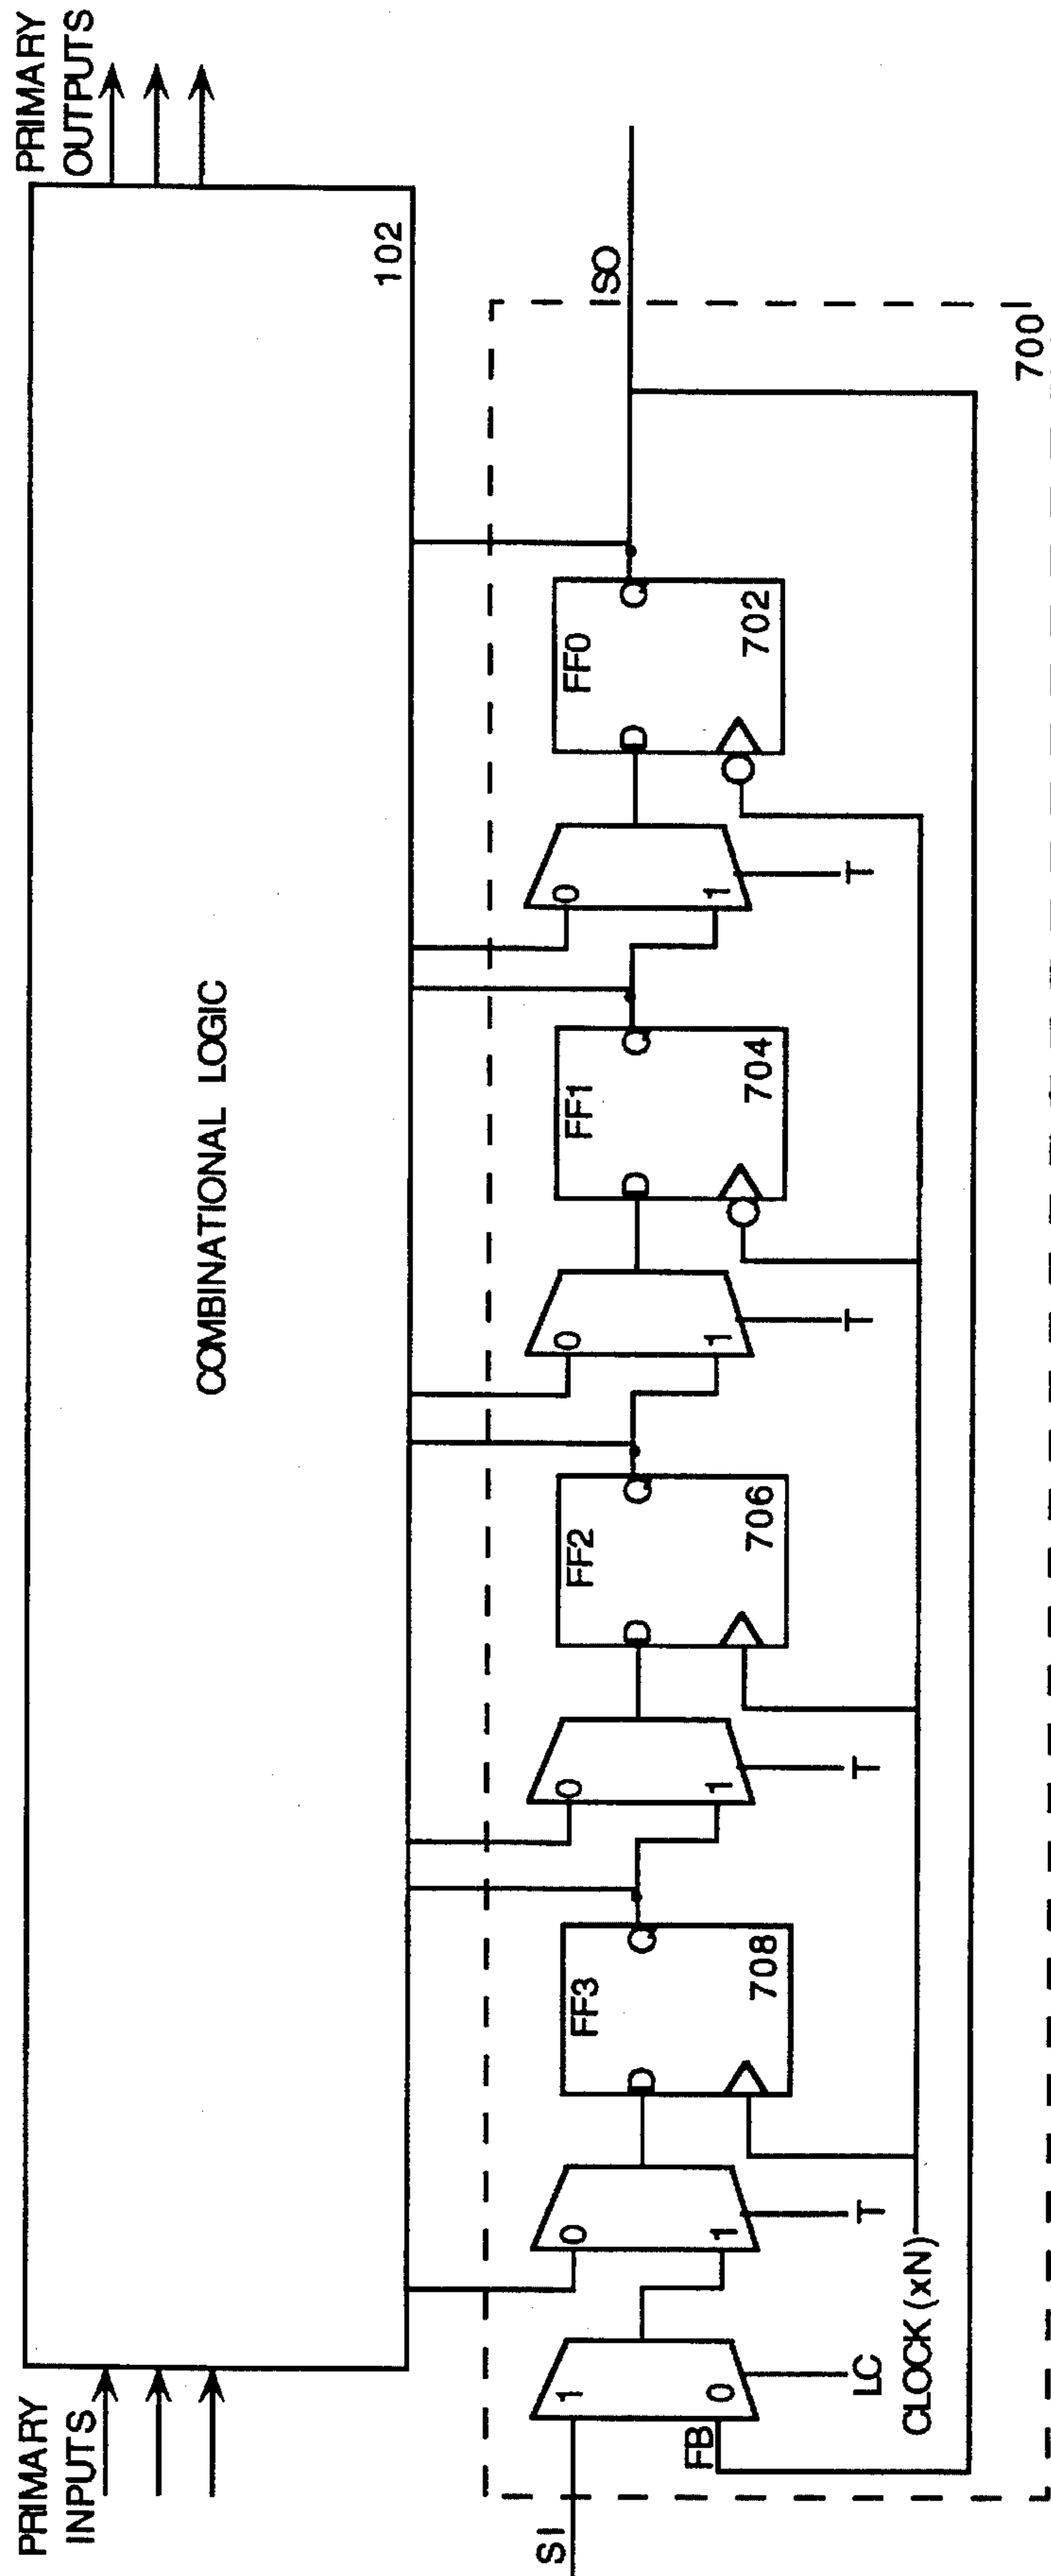 PRIMARY
INPUTS
PRIMARY
OUTPUTS
COMBINATIONAL LOGIC
102
SI
SO
1
0
FB
LC
0
1
T
FF3
D
Q
708
0
1
T
FF2
D
Q
706
0
1
T
FF1
D
Q
704
0
1
T
FF0
D
Q
702
CLOCK (xN)
700